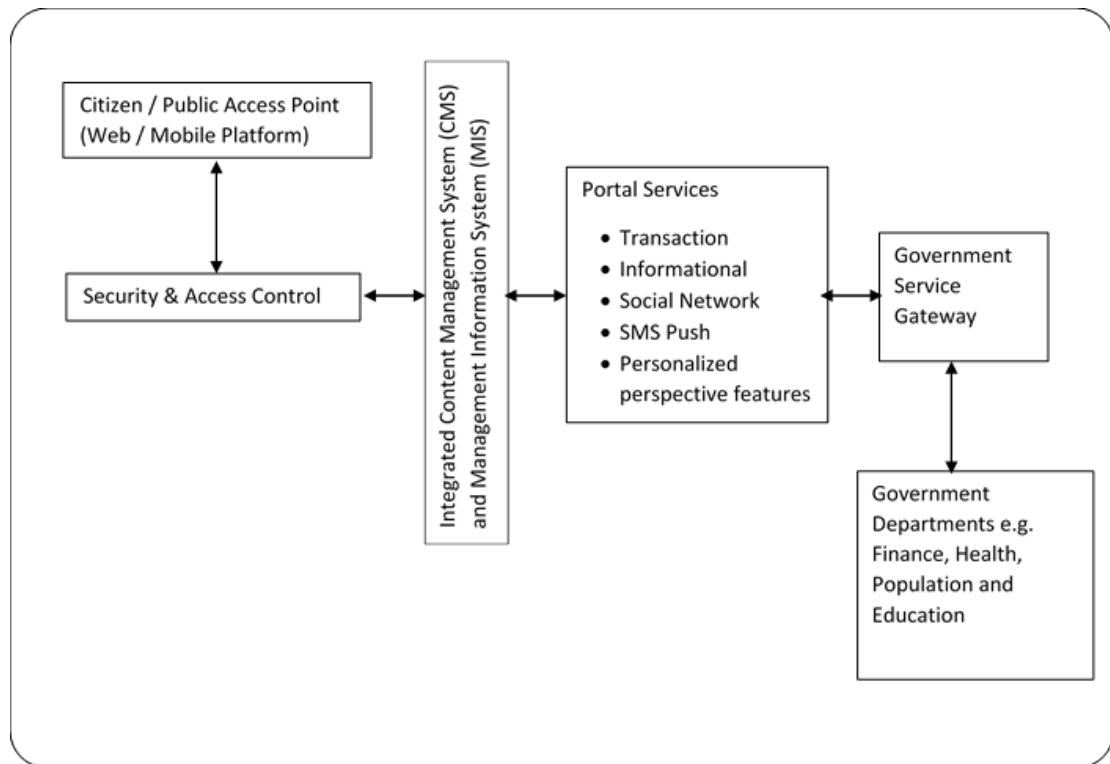 Citizen / Public Access Point
(Web / Mobile Platform)
Security & Access Control
Integrated Content Management System (CMS)
and Management Information System (MIS)
Portal Services
• Transaction
• Informational
• Social Network
• SMS Push
• Personalized
perspective features
Government
Service
Gateway
Government
Departments e.g.
Finance, Health,
Population and
Education